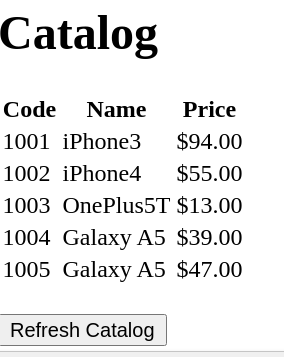 Catalog
Code Name Price
1001 iPhone3 $94.00
1002 iPhone4 $55.00
1003 OnePlus5T $13.00
1004 Galaxy A5 $39.00
1005 Galaxy A5 $47.00
Refresh Catalog